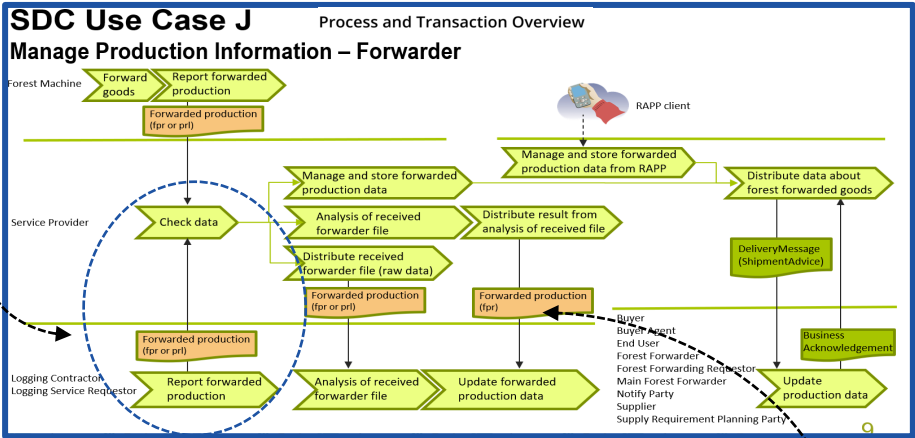 SDC Use Case J
Process and Transaction Overview
Manage Production Information – Forwarder
Forest Machine
Forward
goods
Report forwarded
production
Forwarded production
(fpr or prl)
RAPP client
Manage and store forwarded
production data from RAPP
Manage and store forwarded
production data
Distribute data about
forest forwarded goods
Service Provider
Check data
Analysis of received
forwarder file
Distribute result from
analysis of received file
Distribute received
forwarder file (raw data)
DeliveryMessage
(ShipmentAdvice)
Forwarded production
(fpr or prl)
Forwarded production
(fpr)
Forwarded production
(fpr or prl)
Business
Acknowledgement
Logging Contractor
Logging Service Requestor
Report forwarded
production
Analysis of received
forwarder file
Update forwarded
production data
Buyer
Buyer Agent
End User
Forest Forwarder
Forest Forwarding Requestor
Main Forest Forwarder
Notify Party
Supplier
Supply Requirement Planning Party
Update
production data
9